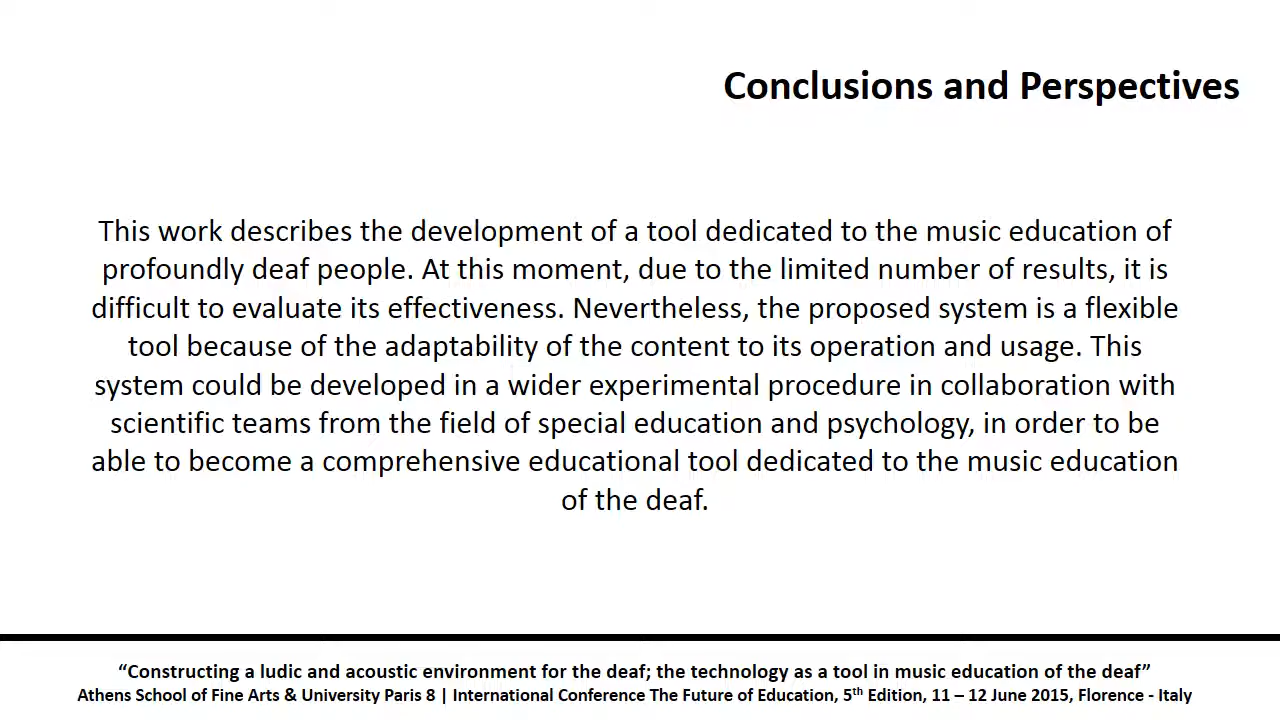 Conclusions and Perspectives
This work describes the development of a tool dedicated to the music education of
profoundly deaf people. At this moment, due to the limited number of results, it is
difficult to evaluate its effectiveness. Nevertheless, the proposed system is a flexible
tool because of the adaptability of the content to its operation and usage. This
system could be developed in a wider experimental procedure in collaboration with
scientific teams from the field of special education and psychology, in order to be
able to become a comprehensive educational tool dedicated to the music education
of the deaf.
“Constructing a ludic and acoustic environment for the deaf; the technology as a tool in music education of the deaf”
Athens School of Fine Arts & University Paris 8 | International Conference The Future of Education, 5th Edition, 11 – 12 June 2015, Florence - Italy